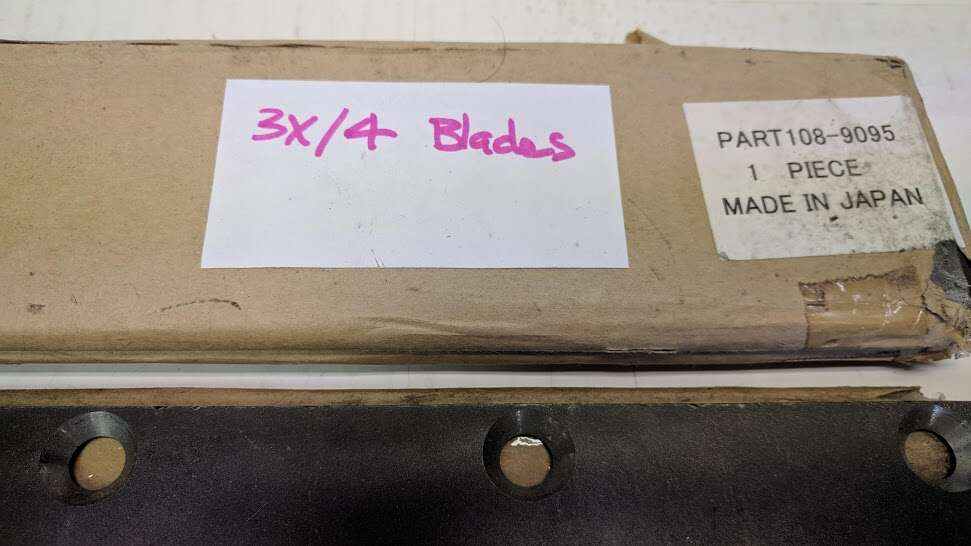 3X/4 Blades
PART108-9095
1 PIECE
MADE IN JAPAN